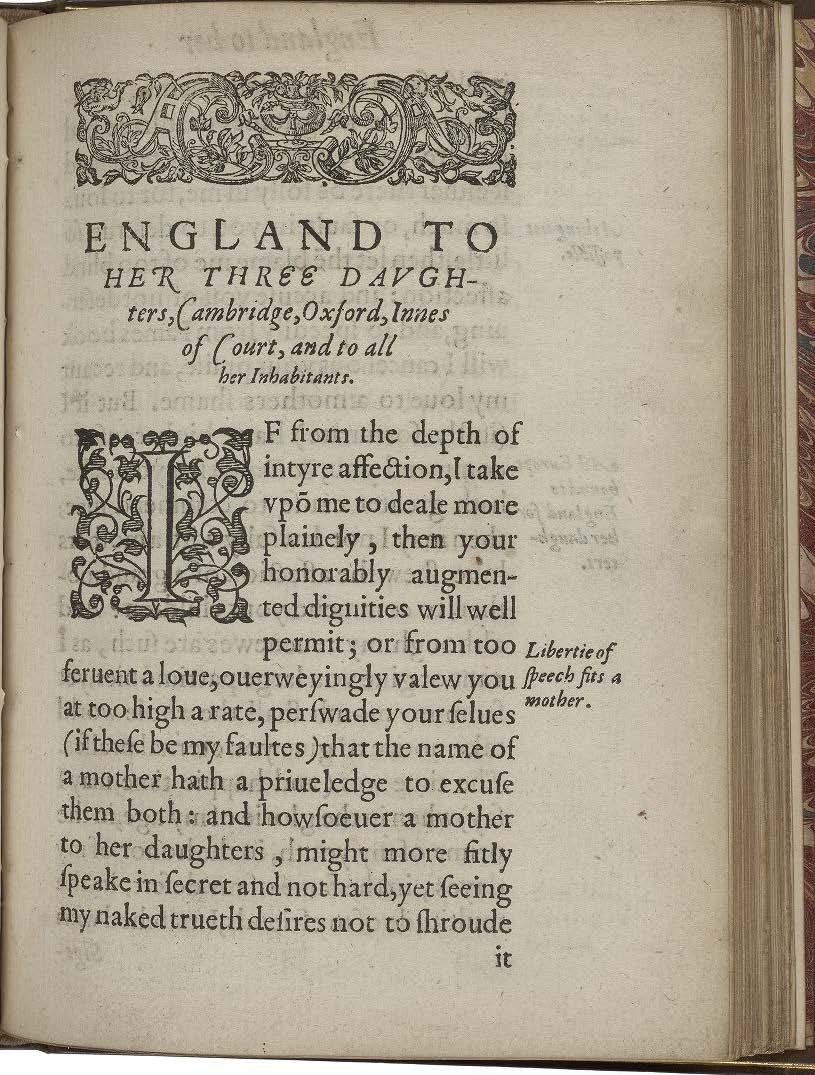 ENGLAND TO
HER THREE DAVGH-
ters, Cambridge, Oxford, Innes
of Court, and to all
her Inhabitants.
IF from the depth of
intyre affection, I take
vpō me to deale more
plainely , then your
honorably augmen-
ted dignities will well
permit ; or from too
feruent a loue, ouerweyingly valew you
at too high a rate, perſwade your ſelues
(if theſe be my faultes) that the name of
a mother hath a priueledge to excuſe
them both : and howſoeuer a mother
to her daughters , might more fitly
ſpeake in ſecret and not hard, yet ſeeing
my naked trueth deſires not to ſhroude
it
Libertie of
ſpeech fits a
mother.